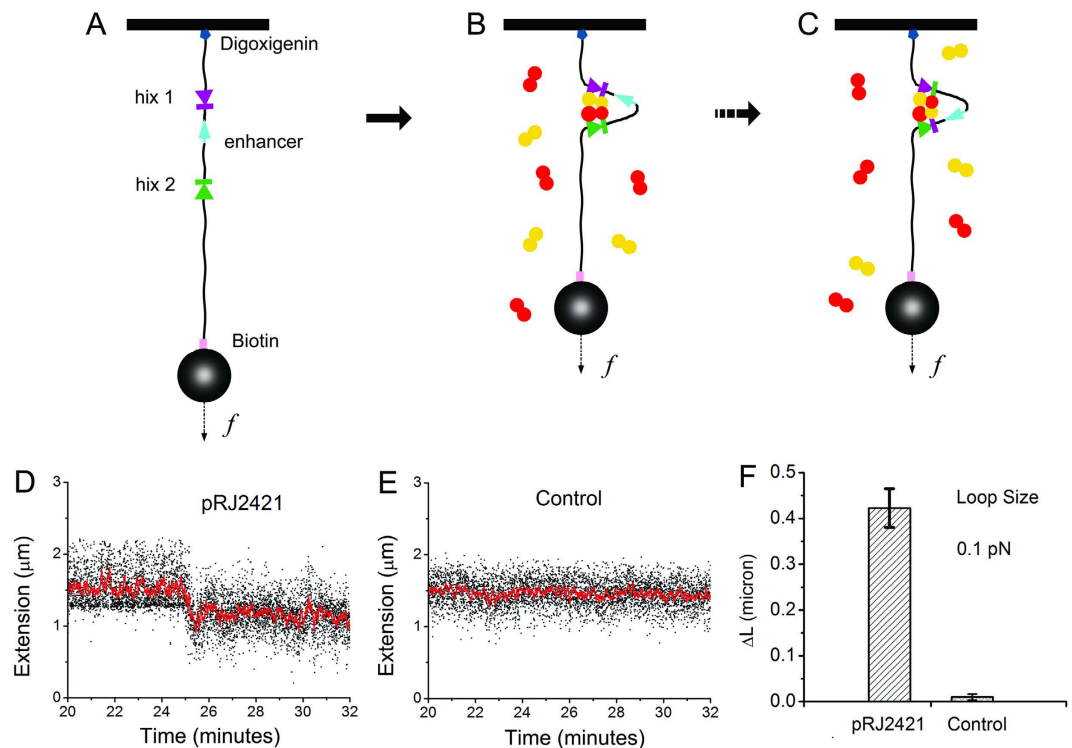 A
Digoxigenin
hix 1
enhancer
hix 2
Biotin
f
B
f
C
f
D
pRJ2421
Extension (μm)
3
2
1
0
20 22 24 26 28 30 32
Time (minutes)
E
Control
Extension (μm)
3
2
1
0
20 22 24 26 28 30 32
Time (minutes)
F
Loop Size
0.1 pN
ΔL (micron)
0.5
0.4
0.3
0.2
0.1
0.0
pRJ2421 Control